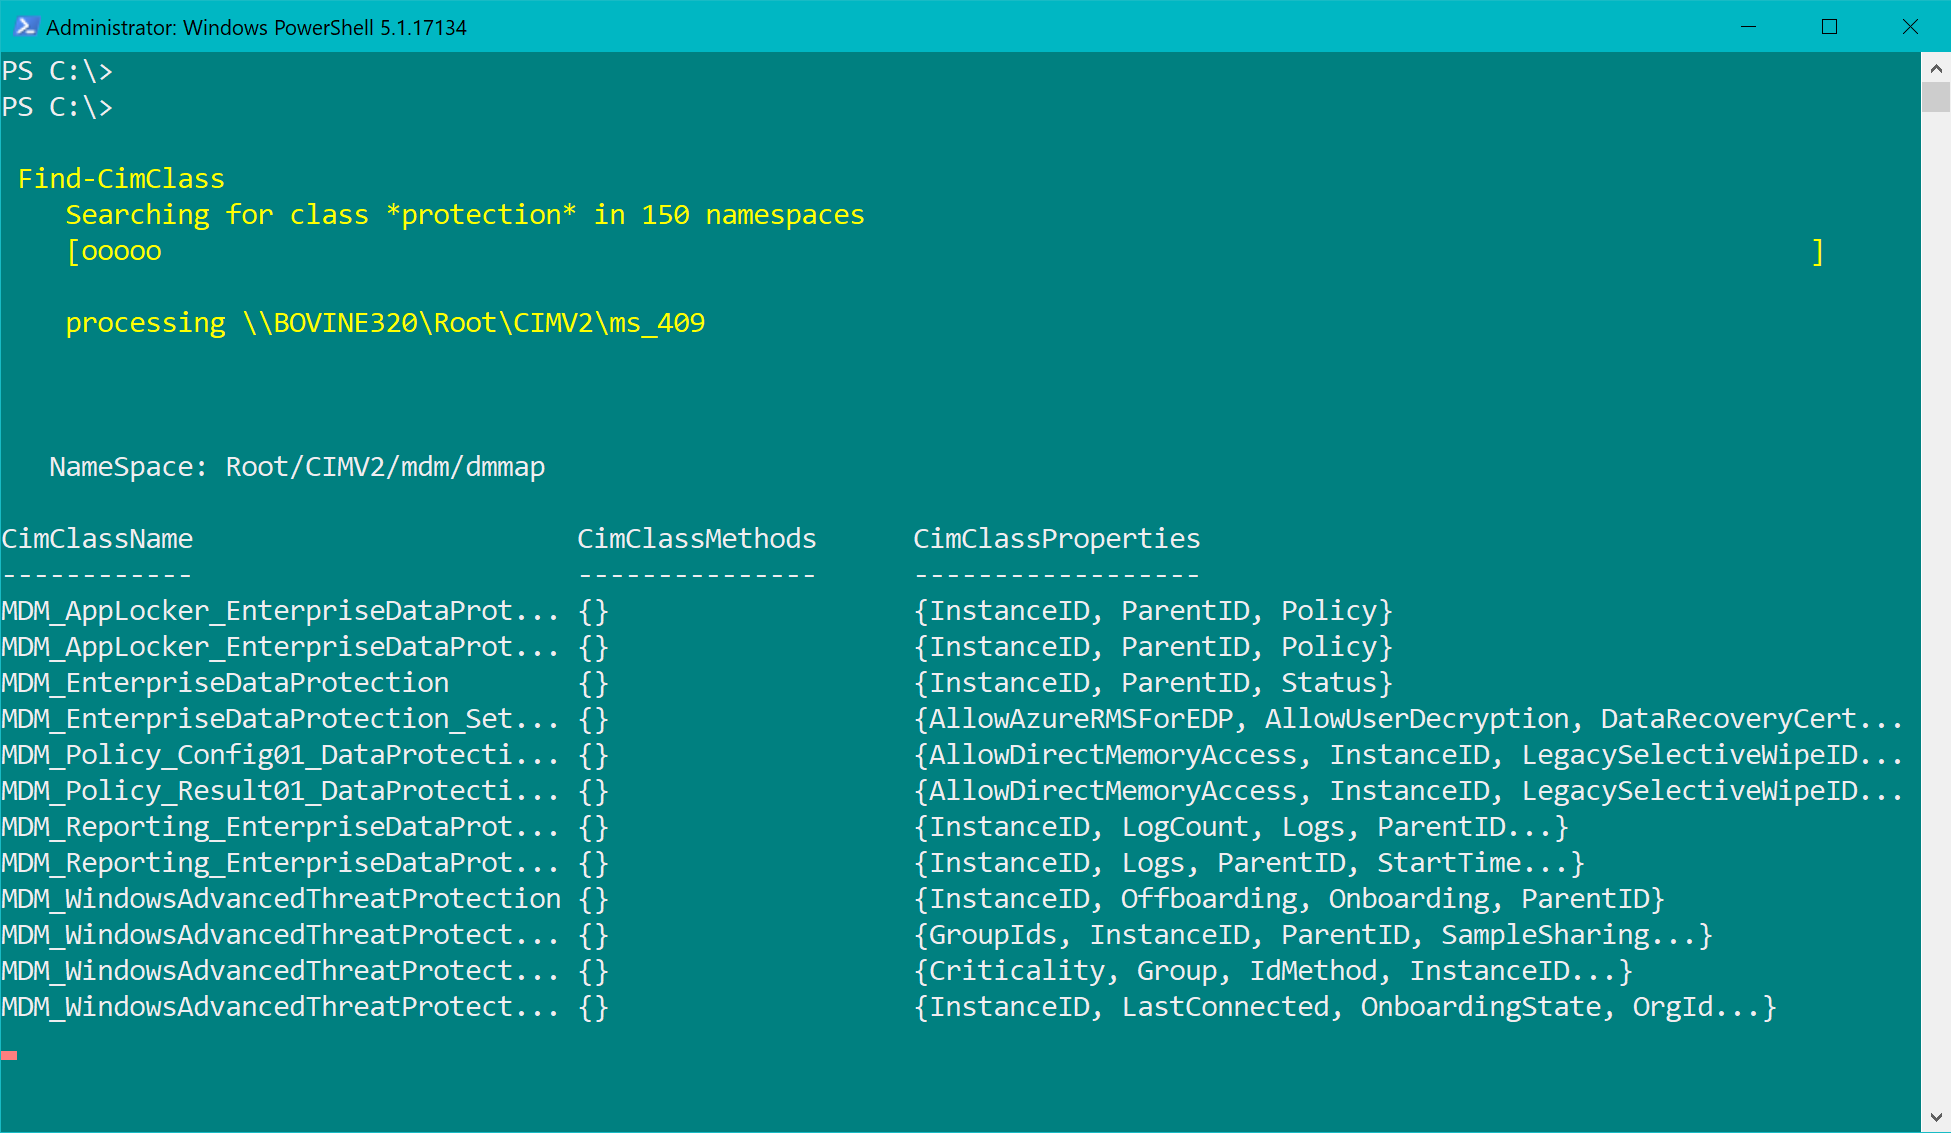 Administrator: Windows PowerShell 5.1.17134
PS C:\>
PS C:\>
Find-CimClass
Searching for class *protection* in 150 namespaces
[ooooo ]
processing \\BOVINE320\Root\CIMV2\ms_409
NameSpace: Root/CIMV2/mdm/dmmap
CimClassName CimClassMethods CimClassProperties
------------ --------------- ------------------
MDM_AppLocker_EnterpriseDataProt... {} {InstanceID, ParentID, Policy}
MDM_AppLocker_EnterpriseDataProt... {} {InstanceID, ParentID, Policy}
MDM_EnterpriseDataProtection {} {InstanceID, ParentID, Status}
MDM_EnterpriseDataProtection_Set... {} {AllowAzureRMSForEDP, AllowUserDecryption, DataRecoveryCert...
MDM_Policy_Config01_DataProtecti... {} {AllowDirectMemoryAccess, InstanceID, LegacySelectiveWipeID...
MDM_Policy_Result01_DataProtecti... {} {AllowDirectMemoryAccess, InstanceID, LegacySelectiveWipeID...
MDM_Reporting_EnterpriseDataProt... {} {InstanceID, LogCount, Logs, ParentID...}
MDM_Reporting_EnterpriseDataProt... {} {InstanceID, Logs, ParentID, StartTime...}
MDM_WindowsAdvancedThreatProtection {} {InstanceID, Offboarding, Onboarding, ParentID}
MDM_WindowsAdvancedThreatProtect... {} {GroupIds, InstanceID, ParentID, SampleSharing...}
MDM_WindowsAdvancedThreatProtect... {} {Criticality, Group, IdMethod, InstanceID...}
MDM_WindowsAdvancedThreatProtect... {} {InstanceID, LastConnected, OnboardingState, OrgId...}